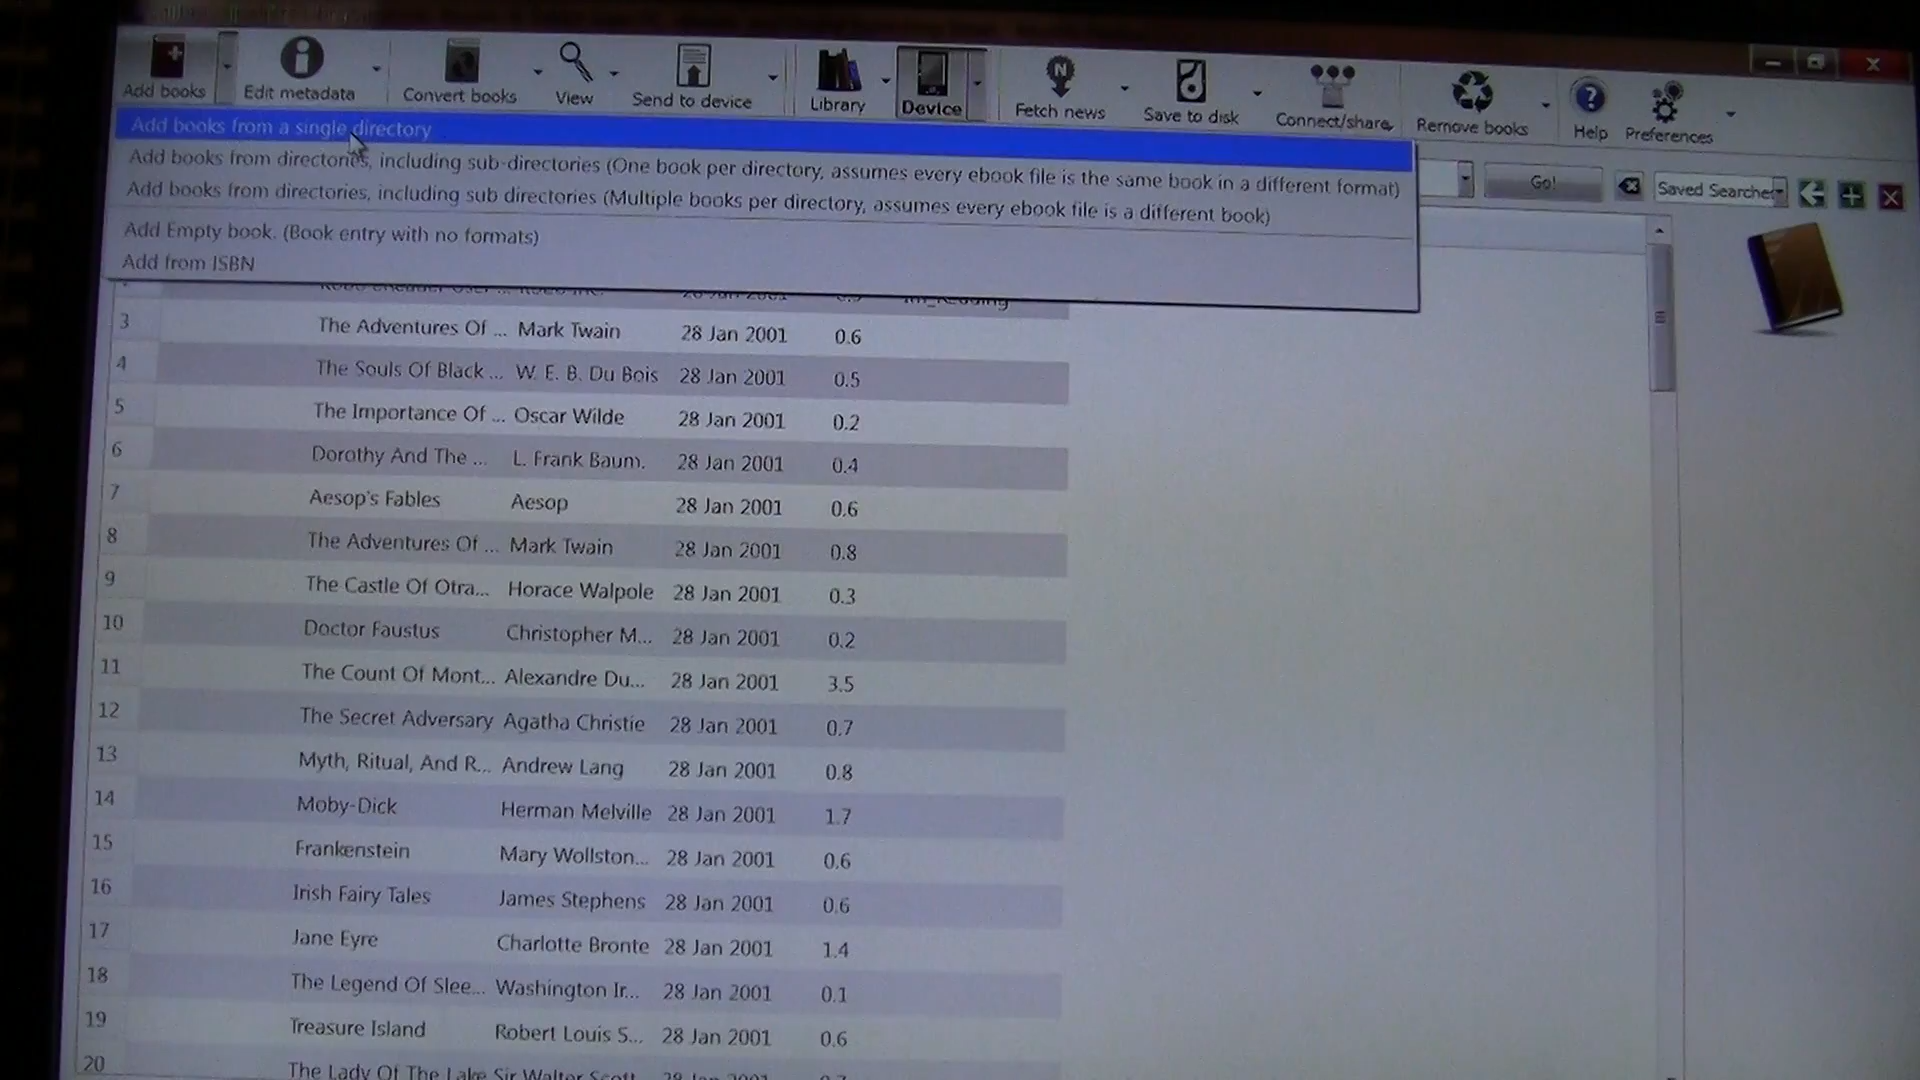 Add books Edit metadata Convert books View Send to device Library Device Fetch news Save to disk Connect/share Remove books Help Preferences
Add books from a single directory
Add books from directories, including sub-directories (One book per directory, assumes every ebook file is the same book in a different format)
Add books from directories, including sub directories (Multiple books per directory, assumes every ebook file is a different book)
Add Empty book. (Book entry with no formats)
Add from ISBN
Go! Saved Searches
3 The Adventures Of ... Mark Twain 28 Jan 2001 0.6
4 The Souls Of Black ... W. E. B. Du Bois 28 Jan 2001 0.5
5 The Importance Of ... Oscar Wilde 28 Jan 2001 0.2
6 Dorothy And The ... L. Frank Baum. 28 Jan 2001 0.4
7 Aesop's Fables Aesop 28 Jan 2001 0.6
8 The Adventures Of ... Mark Twain 28 Jan 2001 0.8
9 The Castle Of Otra... Horace Walpole 28 Jan 2001 0.3
10 Doctor Faustus Christopher M... 28 Jan 2001 0.2
11 The Count Of Mont... Alexandre Du... 28 Jan 2001 3.5
12 The Secret Adversary Agatha Christie 28 Jan 2001 0.7
13 Myth, Ritual, And R... Andrew Lang 28 Jan 2001 0.8
14 Moby-Dick Herman Melville 28 Jan 2001 1.7
15 Frankenstein Mary Wollston... 28 Jan 2001 0.6
16 Irish Fairy Tales James Stephens 28 Jan 2001 0.6
17 Jane Eyre Charlotte Bronte 28 Jan 2001 1.4
18 The Legend Of Slee... Washington Ir... 28 Jan 2001 0.1
19 Treasure Island Robert Louis S... 28 Jan 2001 0.6
20 The Lady Of The Lake Sir Walter Scott